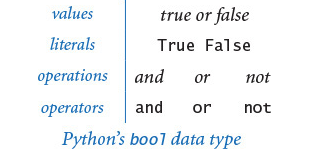 values true or false
literals True False
operations and or not
operators and or not
Python's bool data type